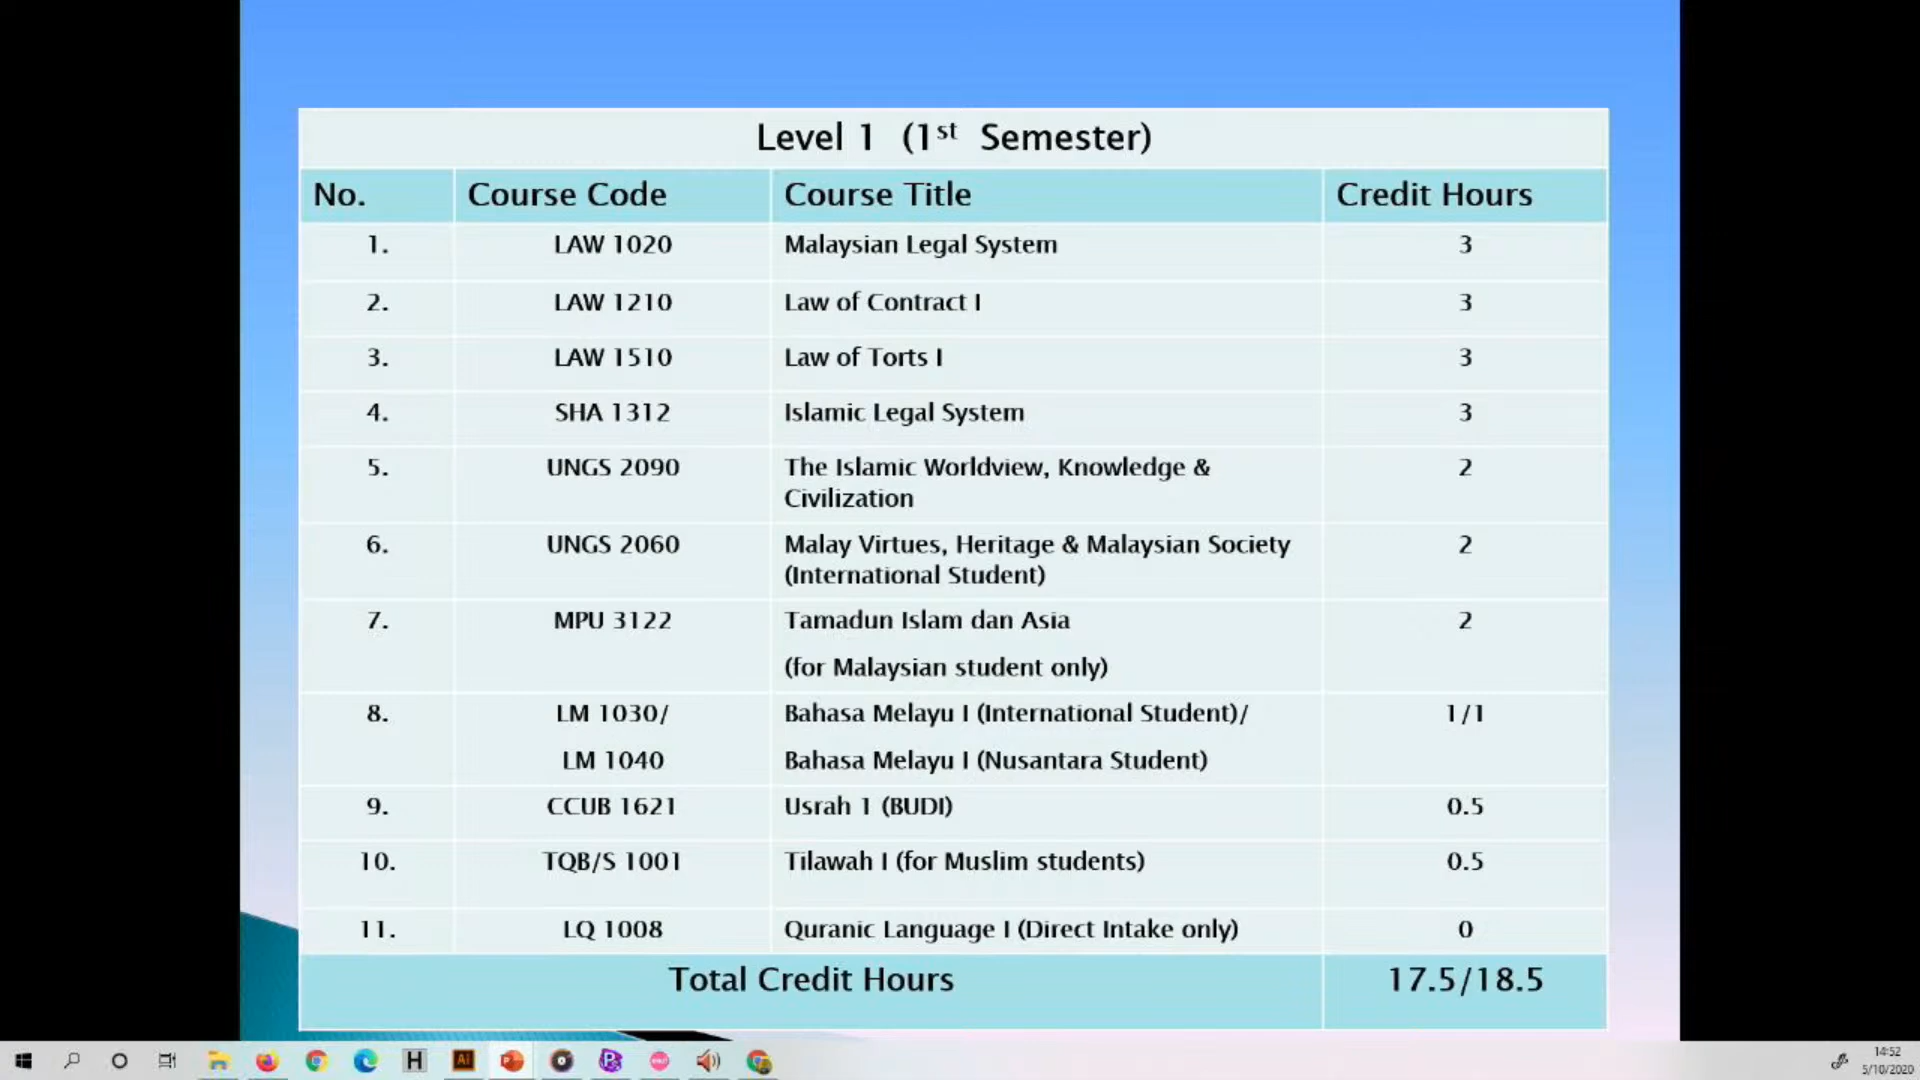 Level 1 (1st Semester)
No. Course Code Course Title Credit Hours
1. LAW 1020 Malaysian Legal System 3
2. LAW 1210 Law of Contract I 3
3. LAW 1510 Law of Torts I 3
4. SHA 1312 Islamic Legal System 3
5. UNGS 2090 The Islamic Worldview, Knowledge & 2
Civilization
6. UNGS 2060 Malay Virtues, Heritage & Malaysian Society 2
(International Student)
7. MPU 3122 Tamadun Islam dan Asia 2
(for Malaysian student only)
8. LM 1030/ Bahasa Melayu I (International Student)/ 1/1
LM 1040 Bahasa Melayu I (Nusantara Student)
9. CCUB 1621 Usrah 1 (BUDI) 0.5
10. TQB/S 1001 Tilawah I (for Muslim students) 0.5
11. LQ 1008 Quranic Language I (Direct Intake only) 0
Total Credit Hours 17.5/18.5
H Ai
14:52
5/10/2020